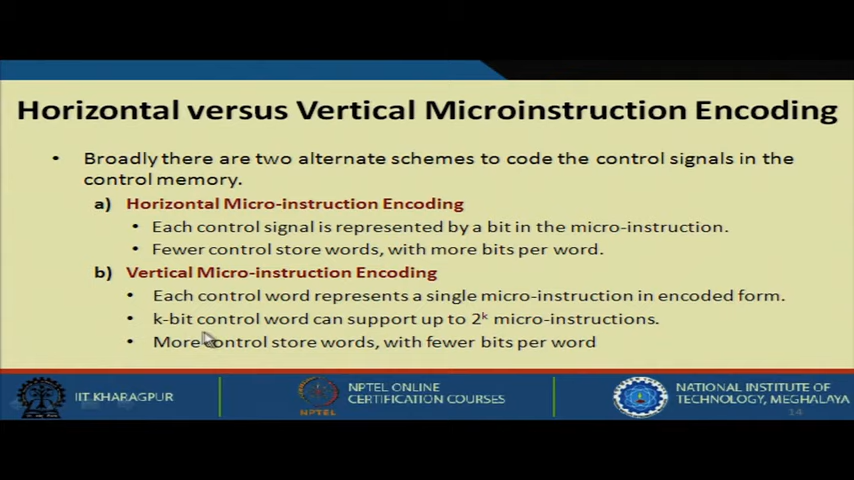 Horizontal versus Vertical Microinstruction Encoding
• Broadly there are two alternate schemes to code the control signals in the
control memory.
a) Horizontal Micro-instruction Encoding
• Each control signal is represented by a bit in the micro-instruction.
• Fewer control store words, with more bits per word.
b) Vertical Micro-instruction Encoding
• Each control word represents a single micro-instruction in encoded form.
• k-bit control word can support up to 2ᵏ micro-instructions.
• More control store words, with fewer bits per word
IIT KHARAGPUR
NPTEL
NPTEL ONLINE
CERTIFICATION COURSES
NATIONAL INSTITUTE OF
TECHNOLOGY, MEGHALAYA
14